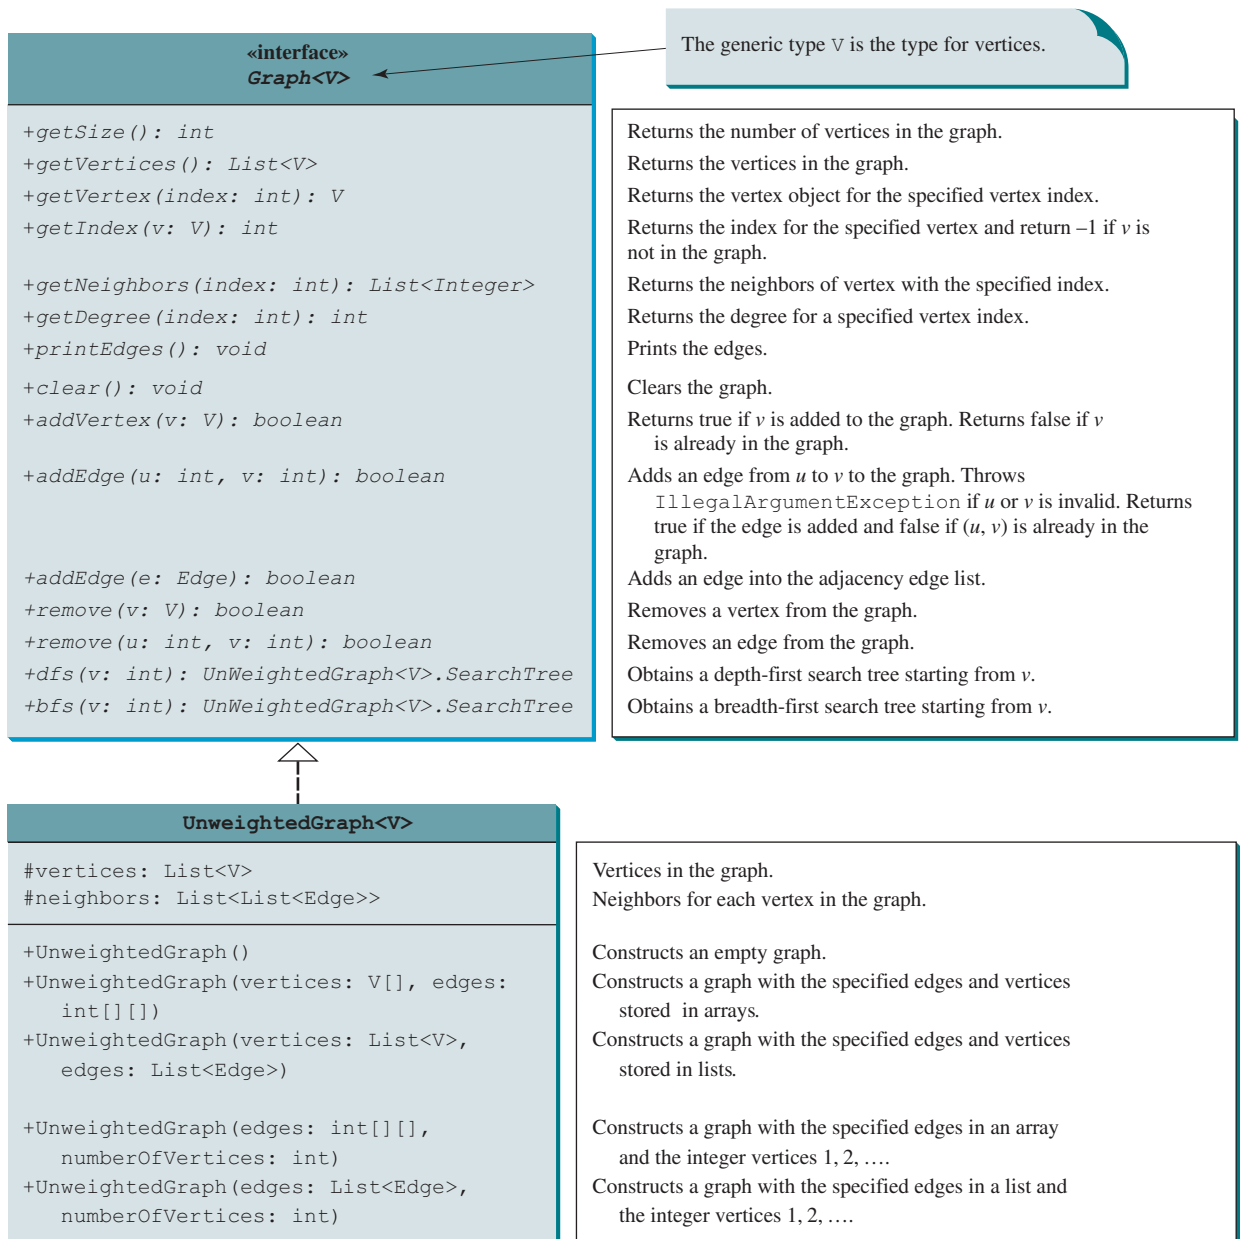 The generic type V is the type for vertices.
«interface»
Graph<V>
+getSize(): int
Returns the number of vertices in the graph.
+getVertices(): List<V>
Returns the vertices in the graph.
+getVertex(index: int): V
Returns the vertex object for the specified vertex index.
+getIndex(v: V): int
Returns the index for the specified vertex and return –1 if v is
not in the graph.
+getNeighbors(index: int): List<Integer>
Returns the neighbors of vertex with the specified index.
+getDegree(index: int): int
Returns the degree for a specified vertex index.
+printEdges(): void
Prints the edges.
+clear(): void
Clears the graph.
+addVertex(v: V): boolean
Returns true if v is added to the graph. Returns false if v
is already in the graph.
+addEdge(u: int, v: int): boolean
Adds an edge from u to v to the graph. Throws
IllegalArgumentException if u or v is invalid. Returns
true if the edge is added and false if (u, v) is already in the
graph.
+addEdge(e: Edge): boolean
Adds an edge into the adjacency edge list.
+remove(v: V): boolean
Removes a vertex from the graph.
+remove(u: int, v: int): boolean
Removes an edge from the graph.
+dfs(v: int): UnWeightedGraph<V>.SearchTree
Obtains a depth-first search tree starting from v.
+bfs(v: int): UnWeightedGraph<V>.SearchTree
Obtains a breadth-first search tree starting from v.
UnweightedGraph<V>
#vertices: List<V>
Vertices in the graph.
#neighbors: List<List<Edge>>
Neighbors for each vertex in the graph.
+UnweightedGraph()
Constructs an empty graph.
+UnweightedGraph(vertices: V[], edges:
int[][])
Constructs a graph with the specified edges and vertices
stored in arrays.
+UnweightedGraph(vertices: List<V>,
edges: List<Edge>)
Constructs a graph with the specified edges and vertices
stored in lists.
+UnweightedGraph(edges: int[][],
numberOfVertices: int)
Constructs a graph with the specified edges in an array
and the integer vertices 1, 2, ….
+UnweightedGraph(edges: List<Edge>,
numberOfVertices: int)
Constructs a graph with the specified edges in a list and
the integer vertices 1, 2, ….